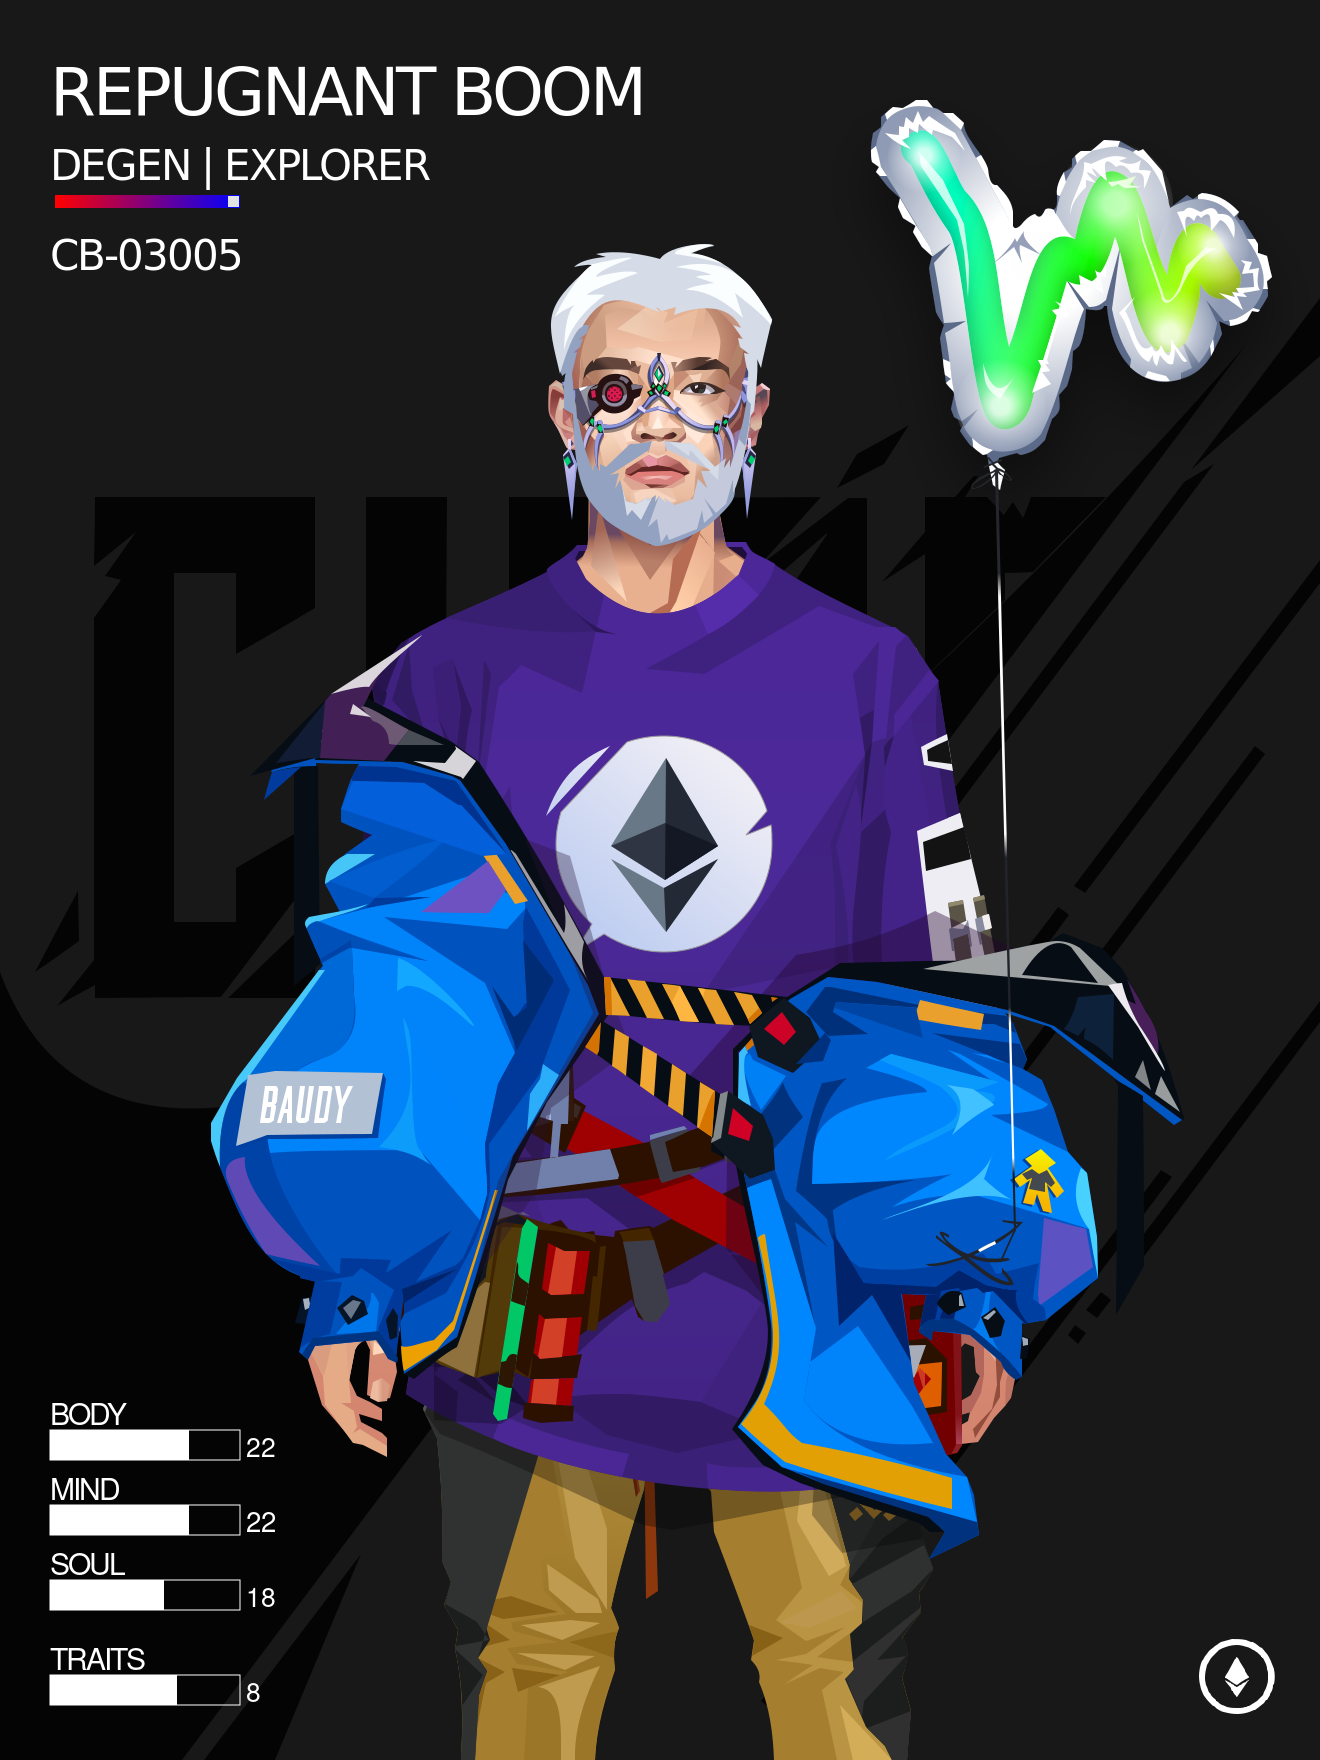 REPUGNANT BOOM
DEGEN | EXPLORER
CB-03005
BAUDY
BODY
22
MIND
22
SOUL
18
TRAITS
8